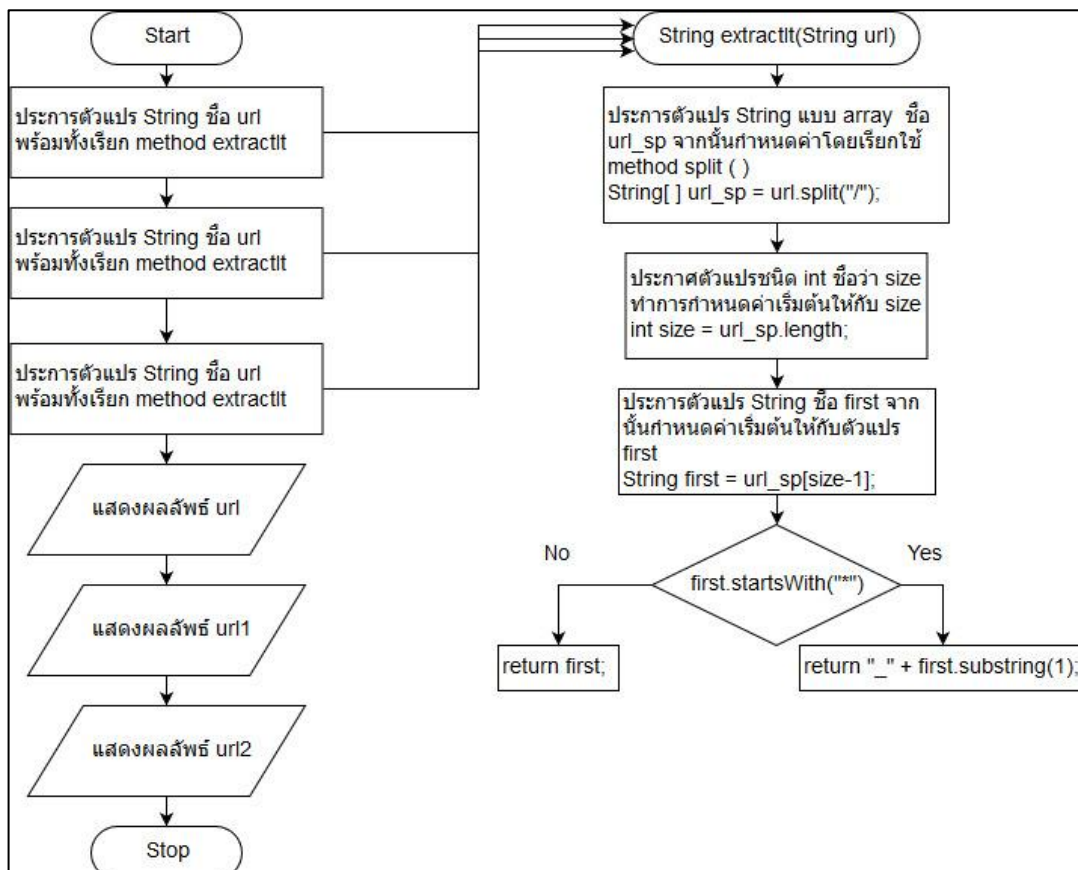 Start
ประการตัวแปร String ชื่อ url
พร้อมทั้งเรียก method extractIt
ประการตัวแปร String ชื่อ url
พร้อมทั้งเรียก method extractIt
ประการตัวแปร String ชื่อ url
พร้อมทั้งเรียก method extractIt
แสดงผลลัพธ์ url
แสดงผลลัพธ์ url1
แสดงผลลัพธ์ url2
Stop
String extractIt(String url)
ประการตัวแปร String แบบ array ชื่อ
url_sp จากนั้นกำหนดค่าโดยเรียกใช้
method split ( )
String[ ] url_sp = url.split("/");
ประกาศตัวแปรชนิด int ชื่อว่า size
ทำการกำหนดค่าเริ่มต้นให้กับ size
int size = url_sp.length;
ประการตัวแปร String ชื่อ first จาก
นั้นกำหนดค่าเริ่มต้นให้กับตัวแปร
first
String first = url_sp[size-1];
first.startsWith("*")
No
Yes
return first;
return "_" + first.substring(1);